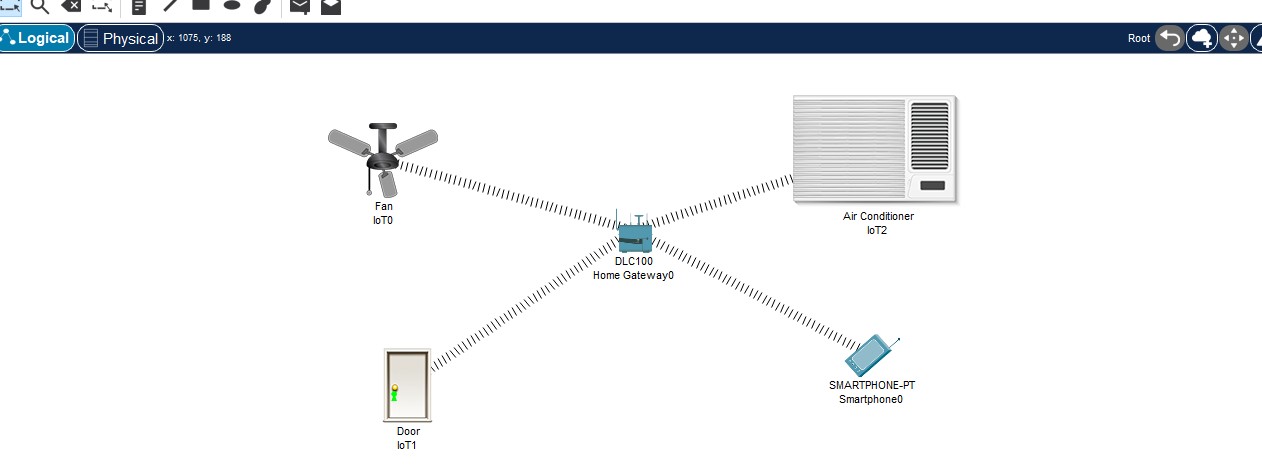 Logical
Physical
x: 1075, y: 188
Root
Fan
IoT0
Air Conditioner
IoT2
DLC100
Home Gateway0
SMARTPHONE-PT
Smartphone0
Door
IoT1